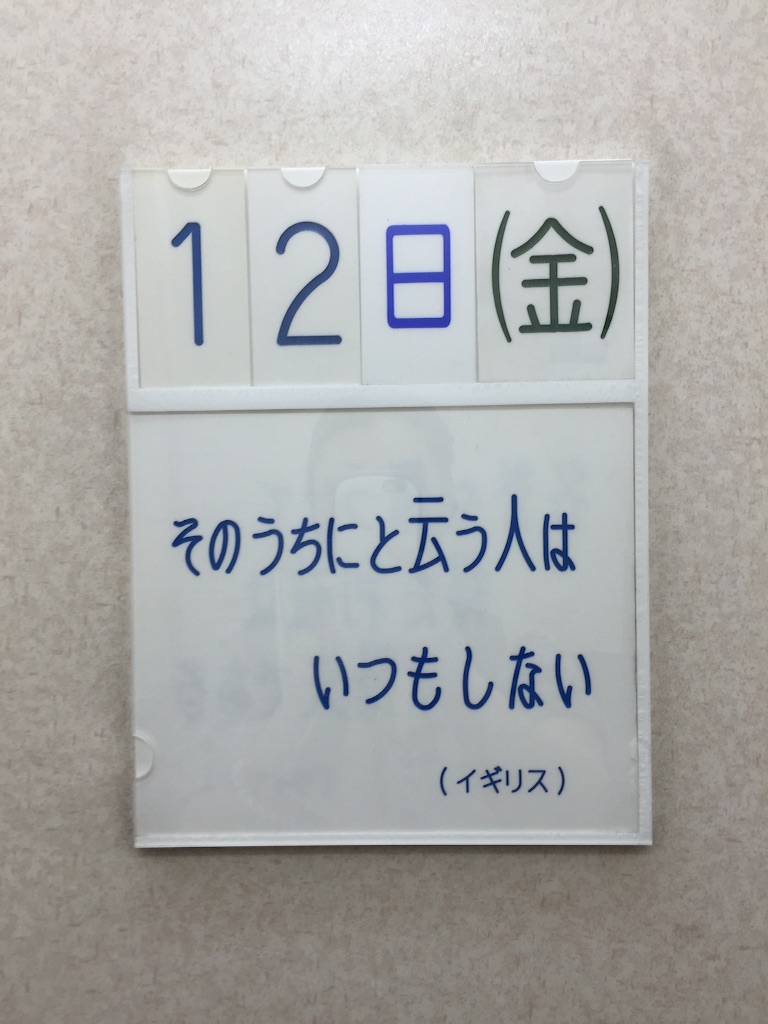 12日(金)
そのうちにと云う人は
いつもしない
(イギリス)